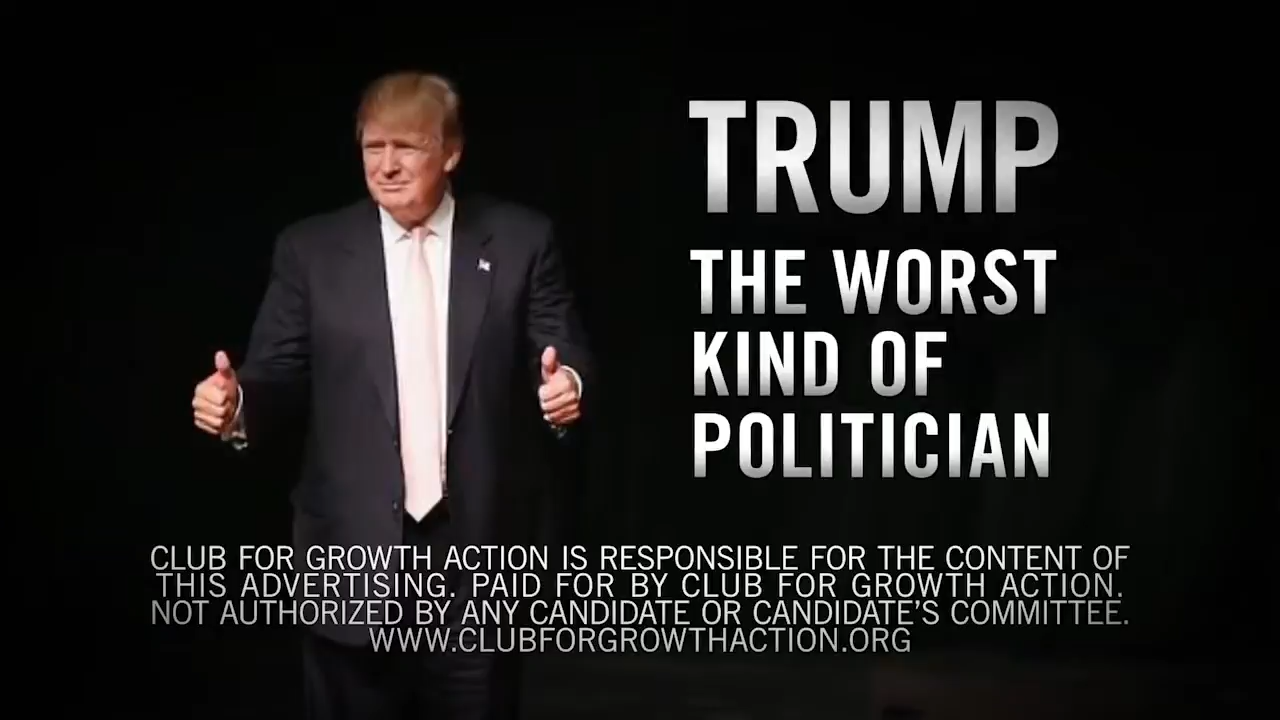 TRUMP
THE WORST
KIND OF
POLITICIAN
CLUB FOR GROWTH ACTION IS RESPONSIBLE FOR THE CONTENT OF
THIS ADVERTISING. PAID FOR BY CLUB FOR GROWTH ACTION.
NOT AUTHORIZED BY ANY CANDIDATE OR CANDIDATE'S COMMITTEE.
WWW.CLUBFORGROWTHACTION.ORG